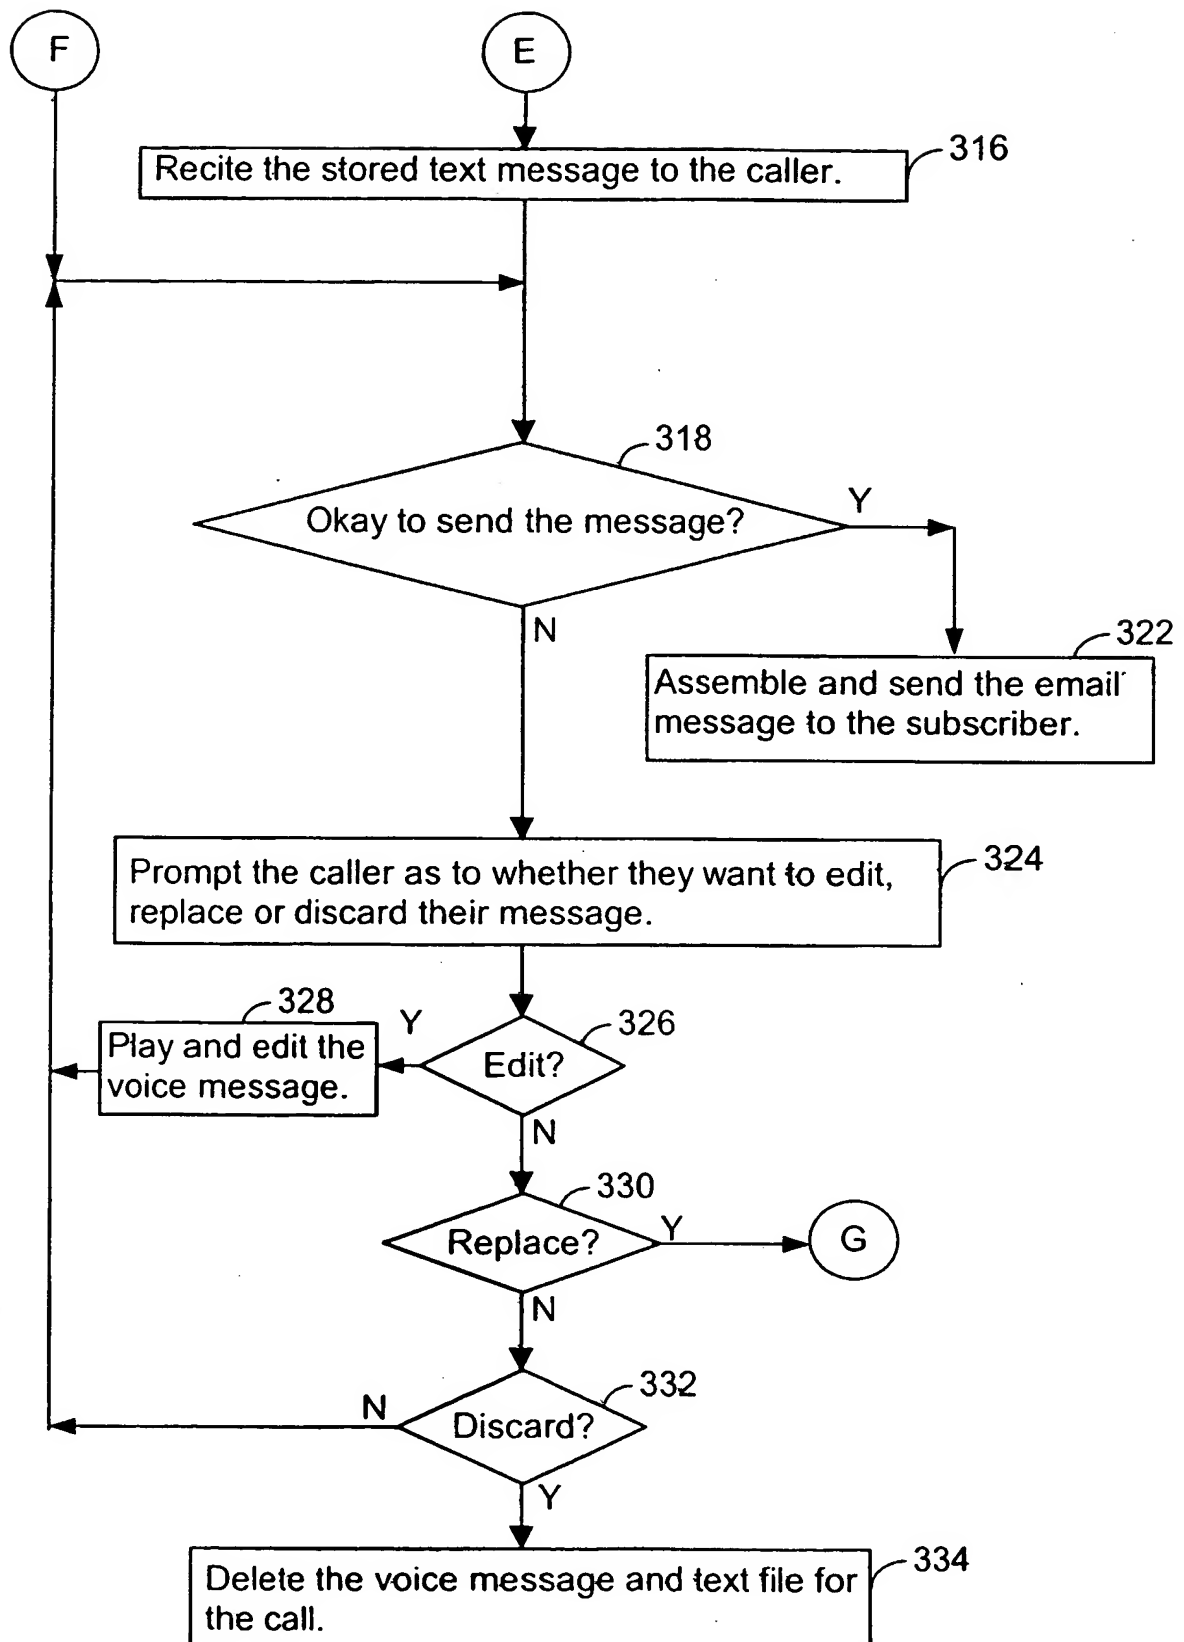 F
E
316
Recite the stored text message to the caller.
318
Okay to send the message?
Y
N
322
Assemble and send the email
message to the subscriber.
324
Prompt the caller as to whether they want to edit,
replace or discard their message.
328
Play and edit the
voice message.
Y
326
Edit?
N
330
Replace?
Y
G
N
332
N
Discard?
Y
334
Delete the voice message and text file for
the call.